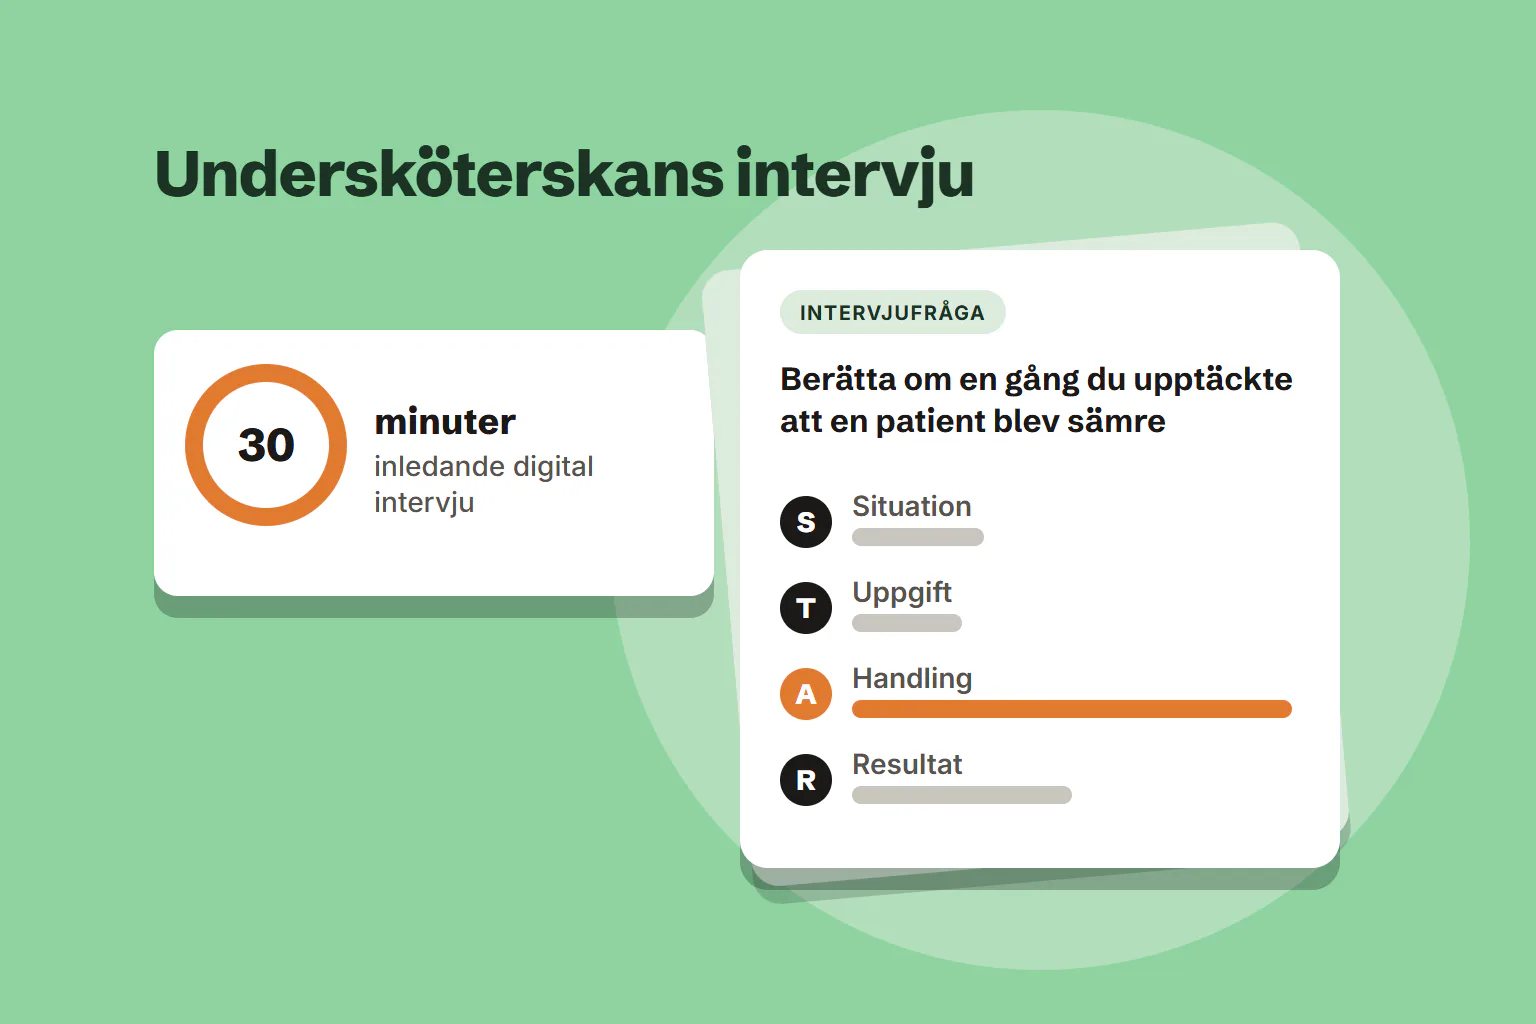 Undersköterskans intervju
30
minuter
inledande digital
intervju
INTERVJUFRÅGA
Berätta om en gång du upptäckte
att en patient blev sämre
S
Situation
T
Uppgift
A
Handling
R
Resultat